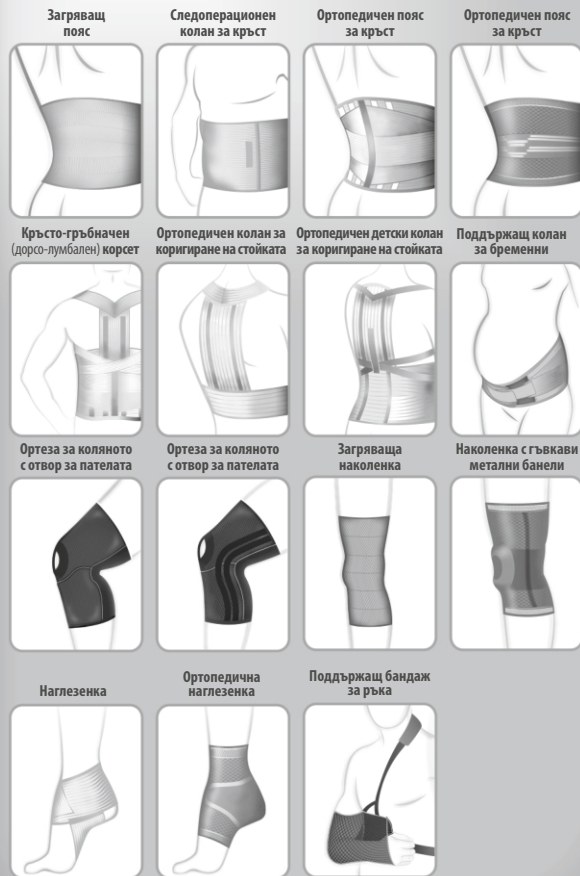 Загряващ
пояс
Следоперационен
колан за кръст
Ортопедичен пояс
за кръст
Ортопедичен пояс
за кръст
Кръсто-гръбначен
(дорсо-лумбален) корсет
Ортопедичен колан за
коригиране на стойката
Ортопедичен детски колан
за коригиране на стойката
Поддържащ колан
за бременни
Ортеза за коляното
с отвор за пателата
Ортеза за коляното
с отвор за пателата
Загряваща
наколенка
Наколенка с гъвкави
метални банели
Наглезенка
Ортопедична
наглезенка
Поддържащ бандаж
за ръка